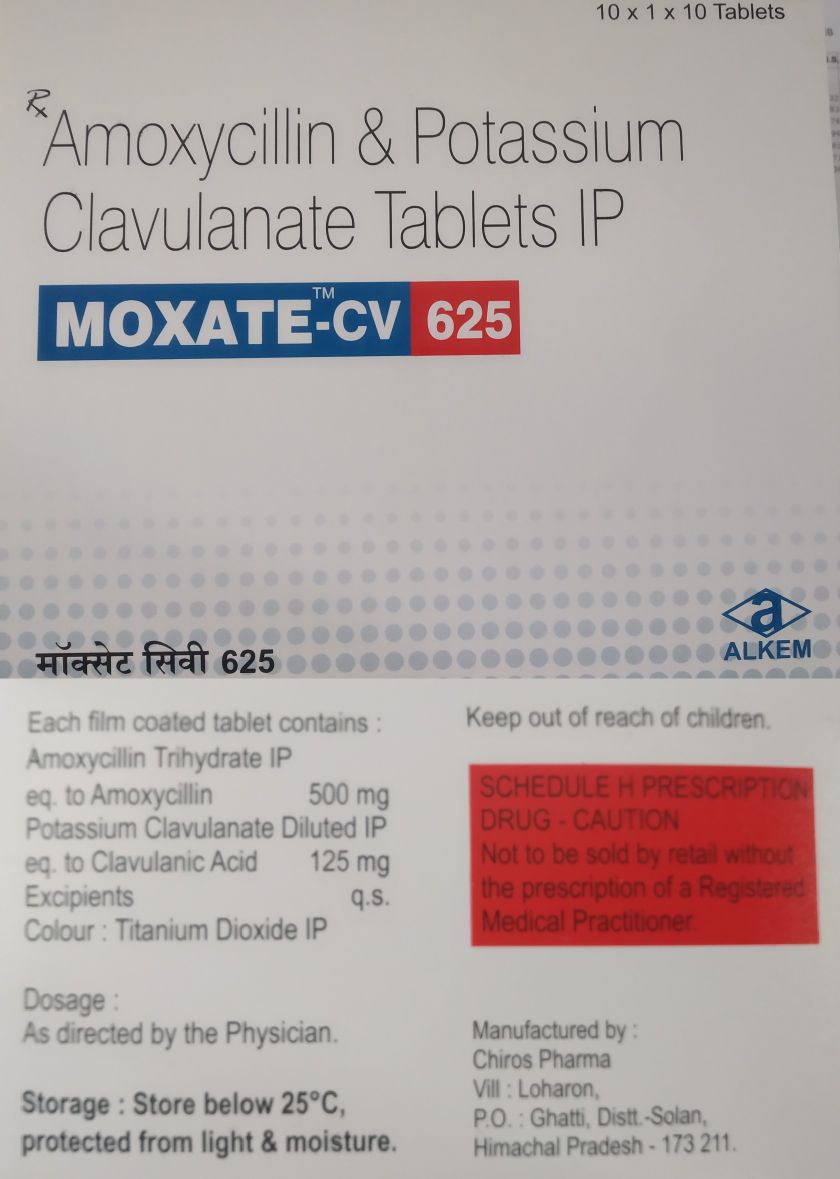 10 x 1 x 10 Tablets
Rx
Amoxycillin & Potassium
Clavulanate Tablets IP
MOXATE™-CV 625
मॉक्सेट सिवी 625
a
ALKEM
Each film coated tablet contains :
Amoxycillin Trihydrate IP
eq. to Amoxycillin 500 mg
Potassium Clavulanate Diluted IP
eq. to Clavulanic Acid 125 mg
Excipients q.s.
Colour : Titanium Dioxide IP
Dosage :
As directed by the Physician.
Storage : Store below 25°C,
protected from light & moisture.
Keep out of reach of children.
SCHEDULE H PRESCRIPTION
DRUG - CAUTION
Not to be sold by retail without
the prescription of a Registered
Medical Practitioner.
Manufactured by :
Chiros Pharma
Vill : Loharon,
P.O. : Ghatti, Distt.-Solan,
Himachal Pradesh - 173 211.